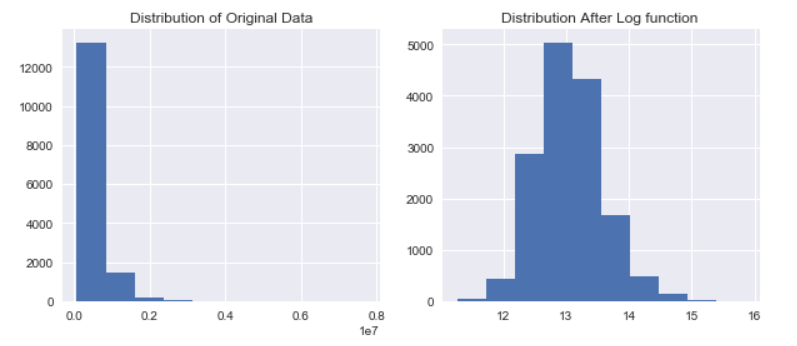 Distribution of Original Data
12000
10000
8000
6000
4000
2000
0
0.0 0.2 0.4 0.6 0.8
1e7
Distribution After Log function
5000
4000
3000
2000
1000
0
12 13 14 15 16